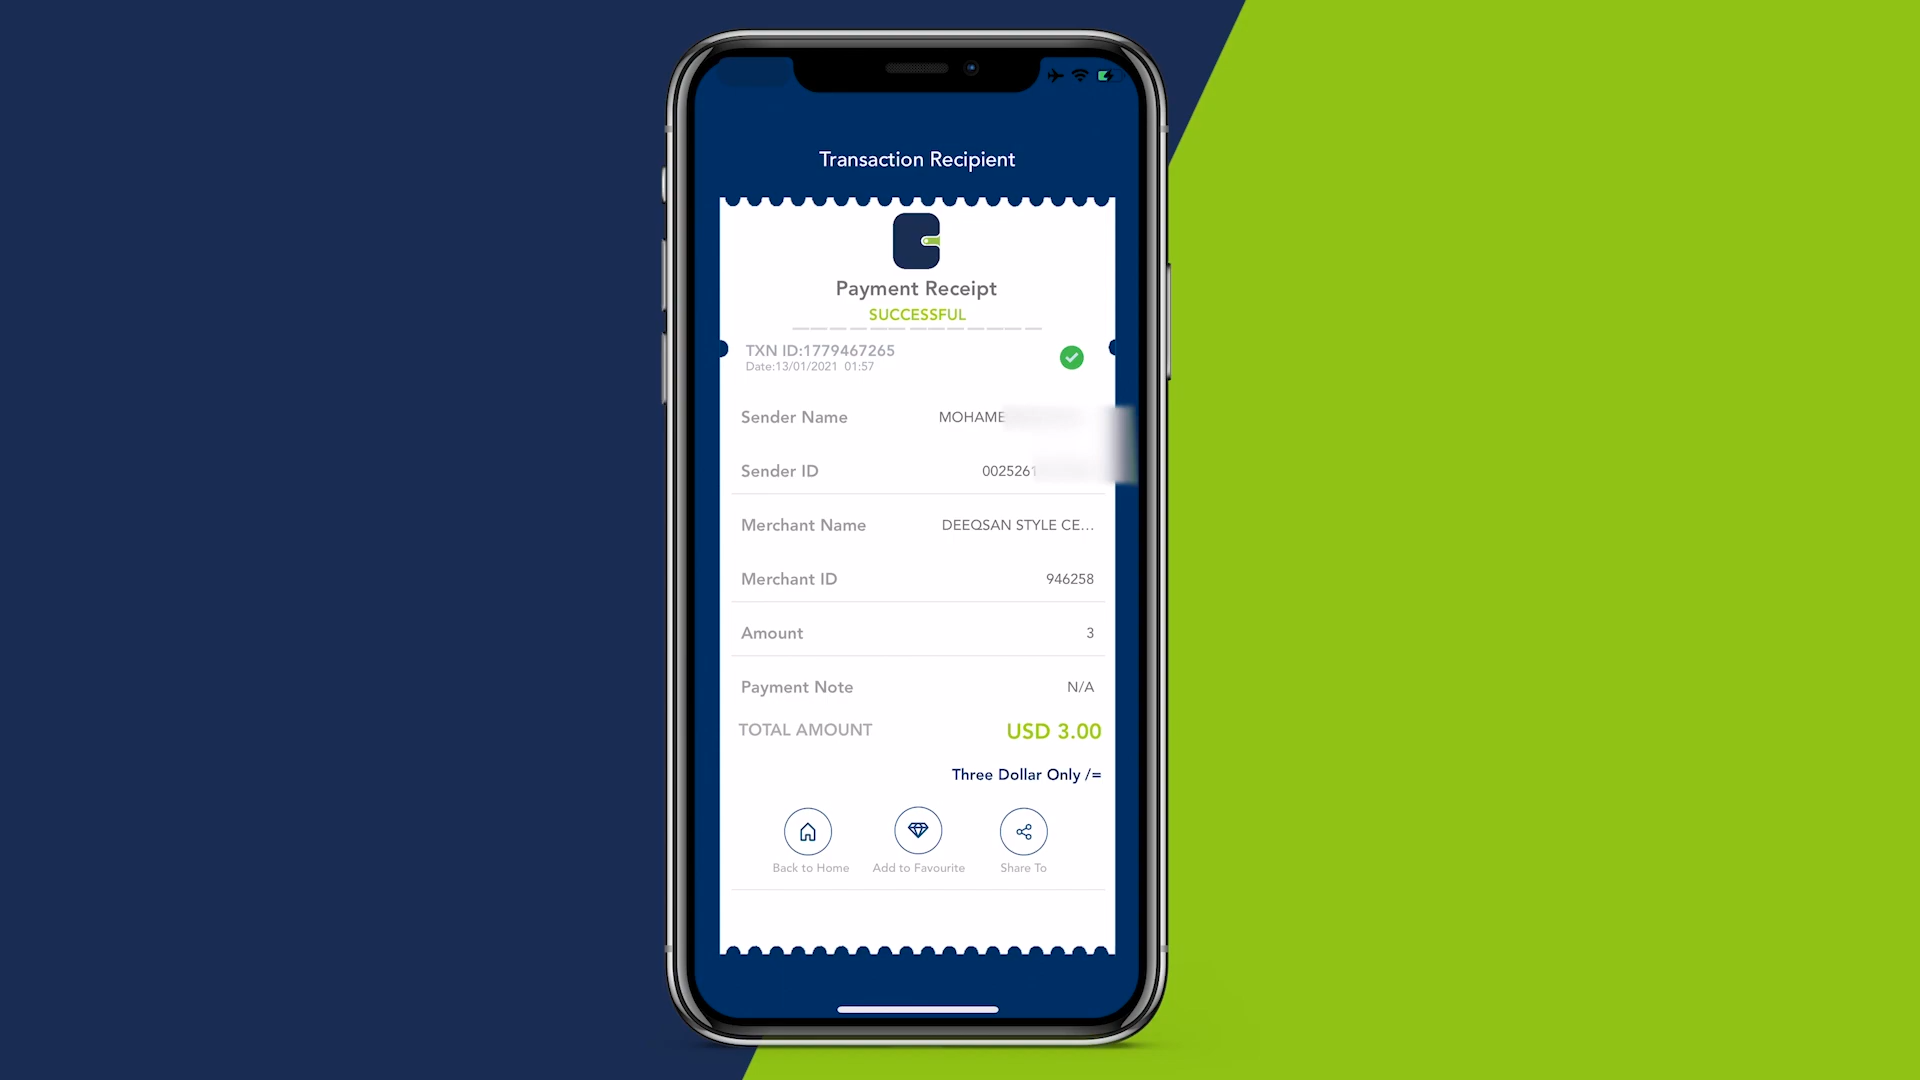 Transaction Recipient
Payment Receipt
SUCCESSFUL
TXN ID:1779467265
Date:13/01/2021 01:57
Sender Name MOHAME
Sender ID 0025261
Merchant Name DEEQSAN STYLE CE...
Merchant ID 946258
Amount 3
Payment Note N/A
TOTAL AMOUNT USD 3.00
Three Dollar Only /=
Back to Home Add to Favourite Share To